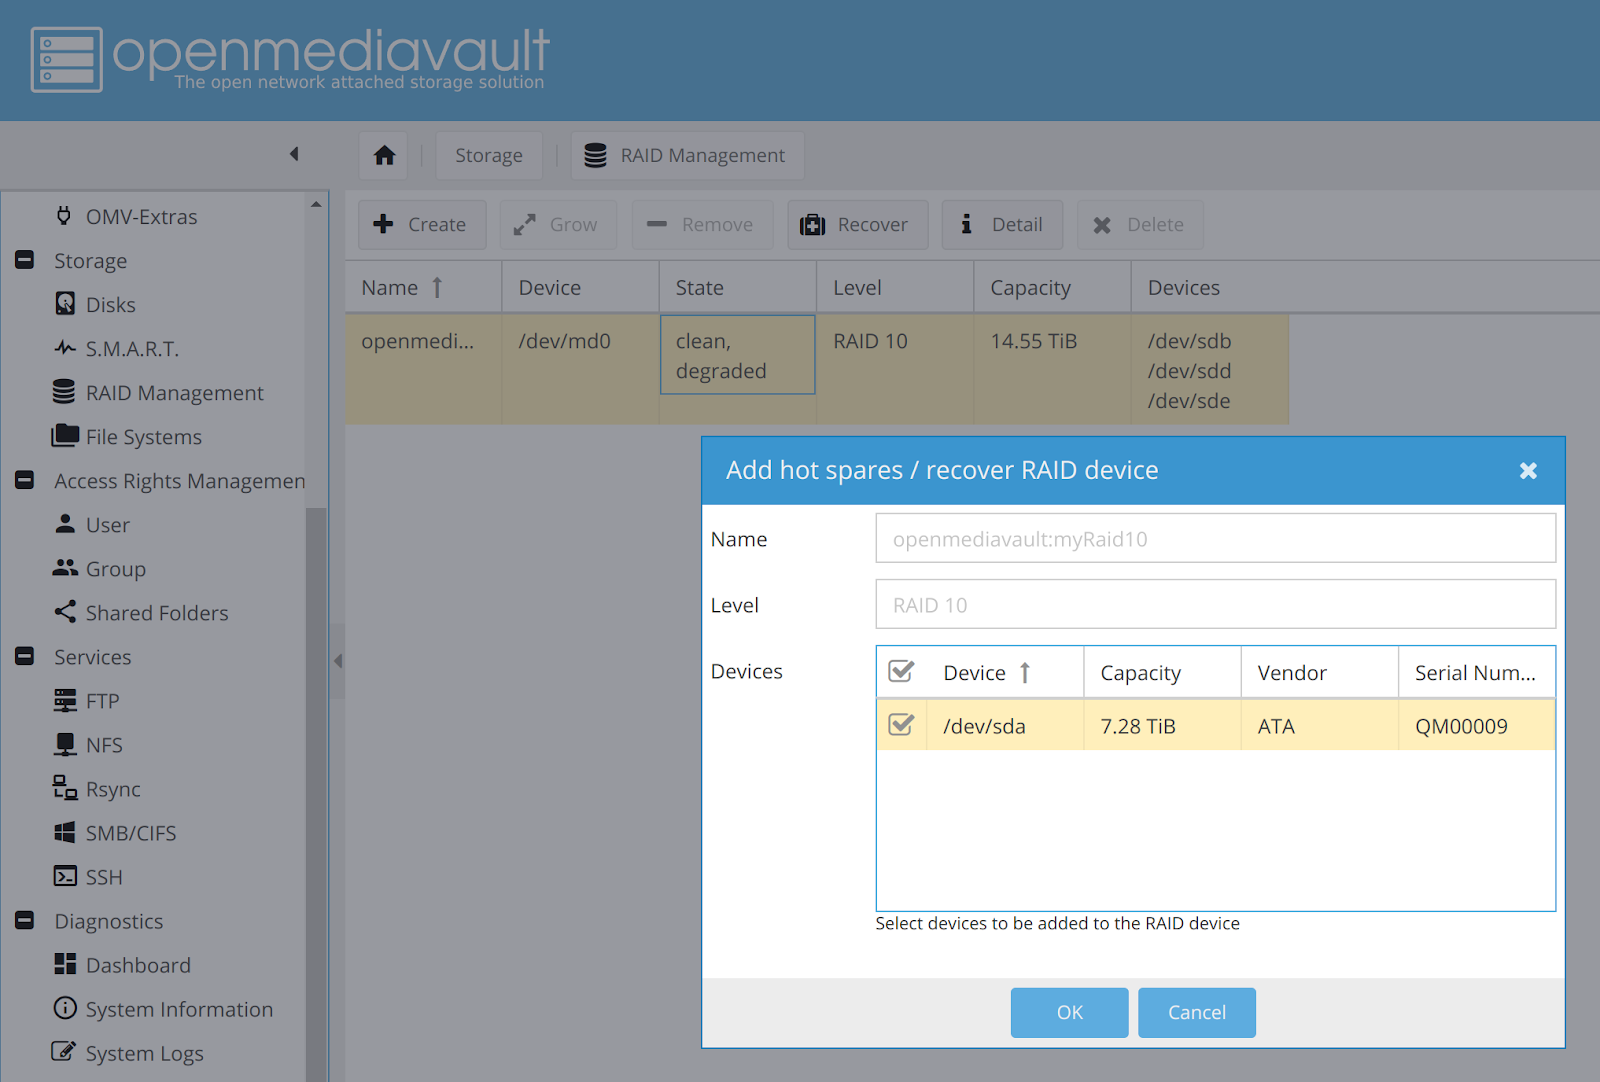 openmediavault
The open network attached storage solution
Storage
RAID Management
OMV-Extras
Storage
Disks
S.M.A.R.T.
RAID Management
File Systems
Access Rights Managemen
User
Group
Shared Folders
Services
FTP
NFS
Rsync
SMB/CIFS
SSH
Diagnostics
Dashboard
System Information
System Logs
Create Grow Remove Recover Detail Delete
Name Device State Level Capacity Devices
openmedi... /dev/md0 clean, RAID 10 14.55 TiB /dev/sdb
degraded /dev/sdd
/dev/sde
Add hot spares / recover RAID device
Name openmediavault:myRaid10
Level RAID 10
Devices Device Capacity Vendor Serial Num...
/dev/sda 7.28 TiB ATA QM00009
Select devices to be added to the RAID device
OK Cancel